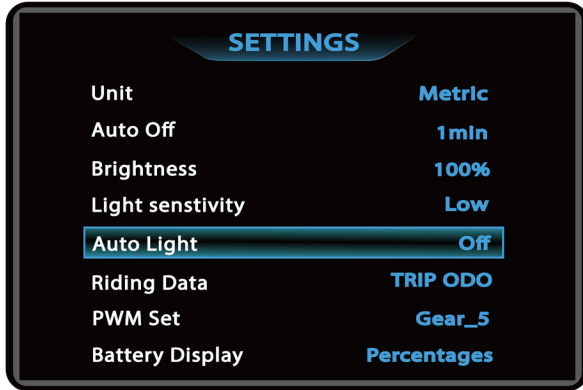 SETTINGS
Unit Metric
Auto Off 1min
Brightness 100%
Light senstivity Low
Auto Light Off
Riding Data TRIP ODO
PWM Set Gear_5
Battery Display Percentages